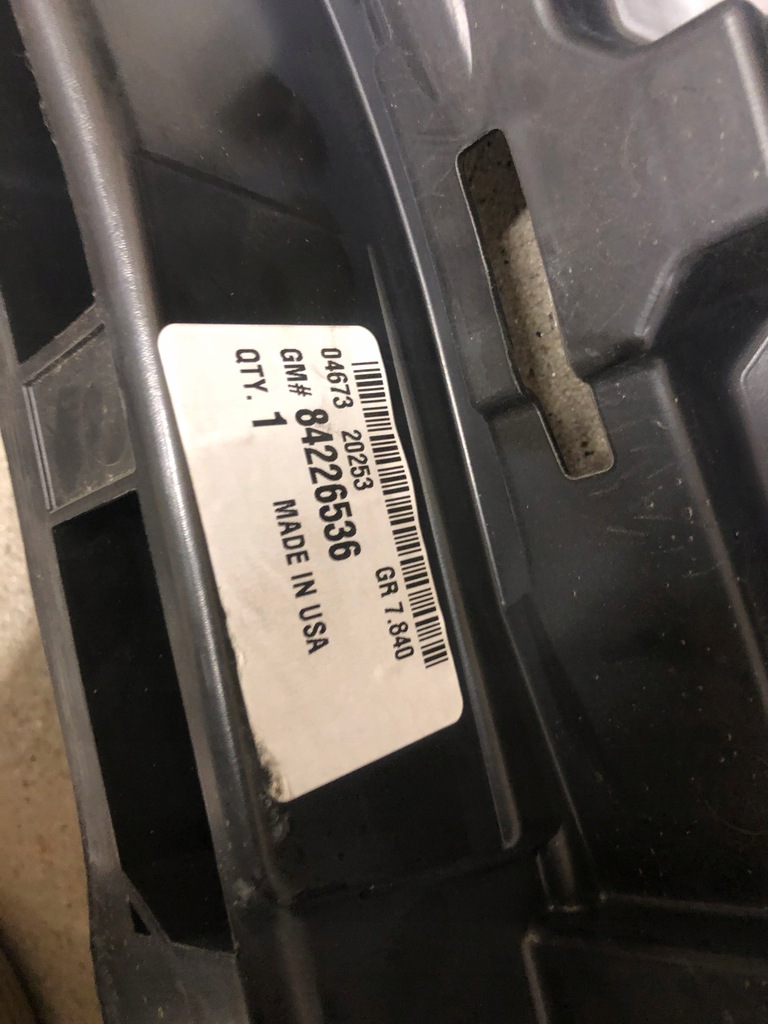 04673 20253 GR 7.840
GM# 84226536
QTY. 1 MADE IN USA